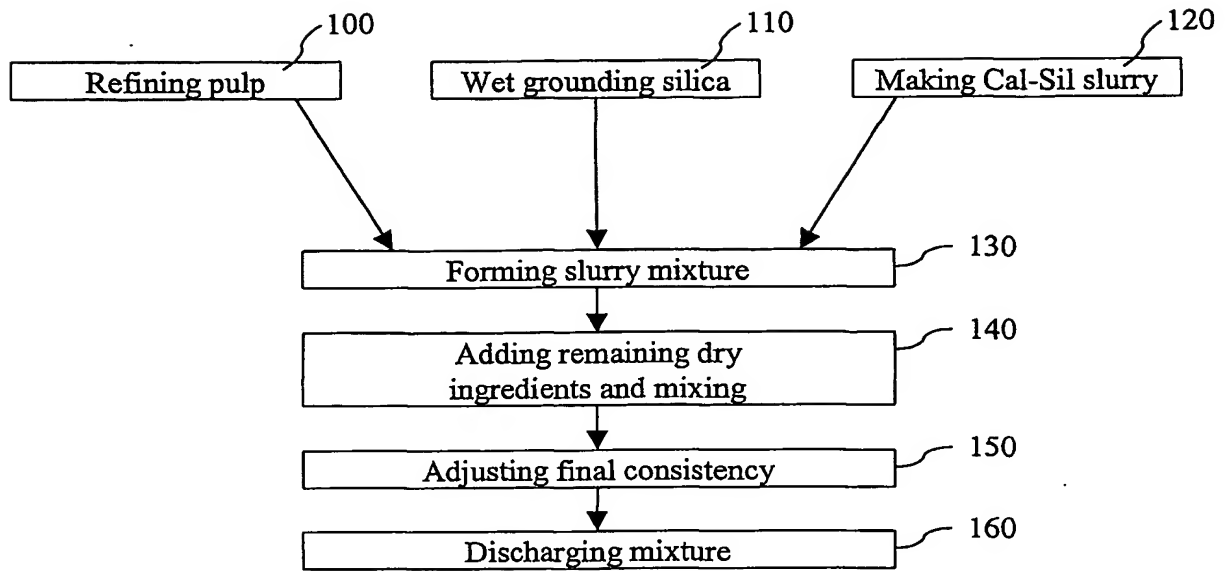 100
110
120
Refining pulp
Wet grounding silica
Making Cal-Sil slurry
130
Forming slurry mixture
140
Adding remaining dry
ingredients and mixing
150
Adjusting final consistency
160
Discharging mixture